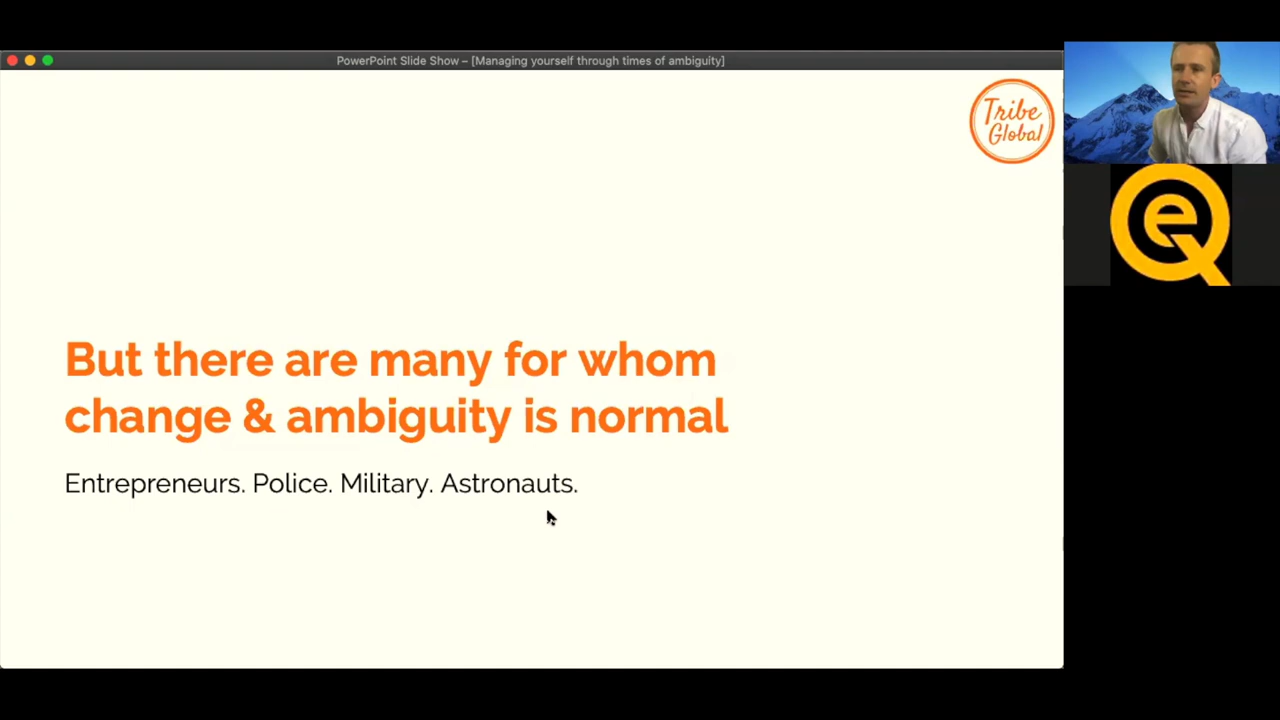 PowerPoint Slide Show – [Managing yourself through times of ambiguity]
Tribe
Global
But there are many for whom
change & ambiguity is normal
Entrepreneurs. Police. Military. Astronauts.
eQ